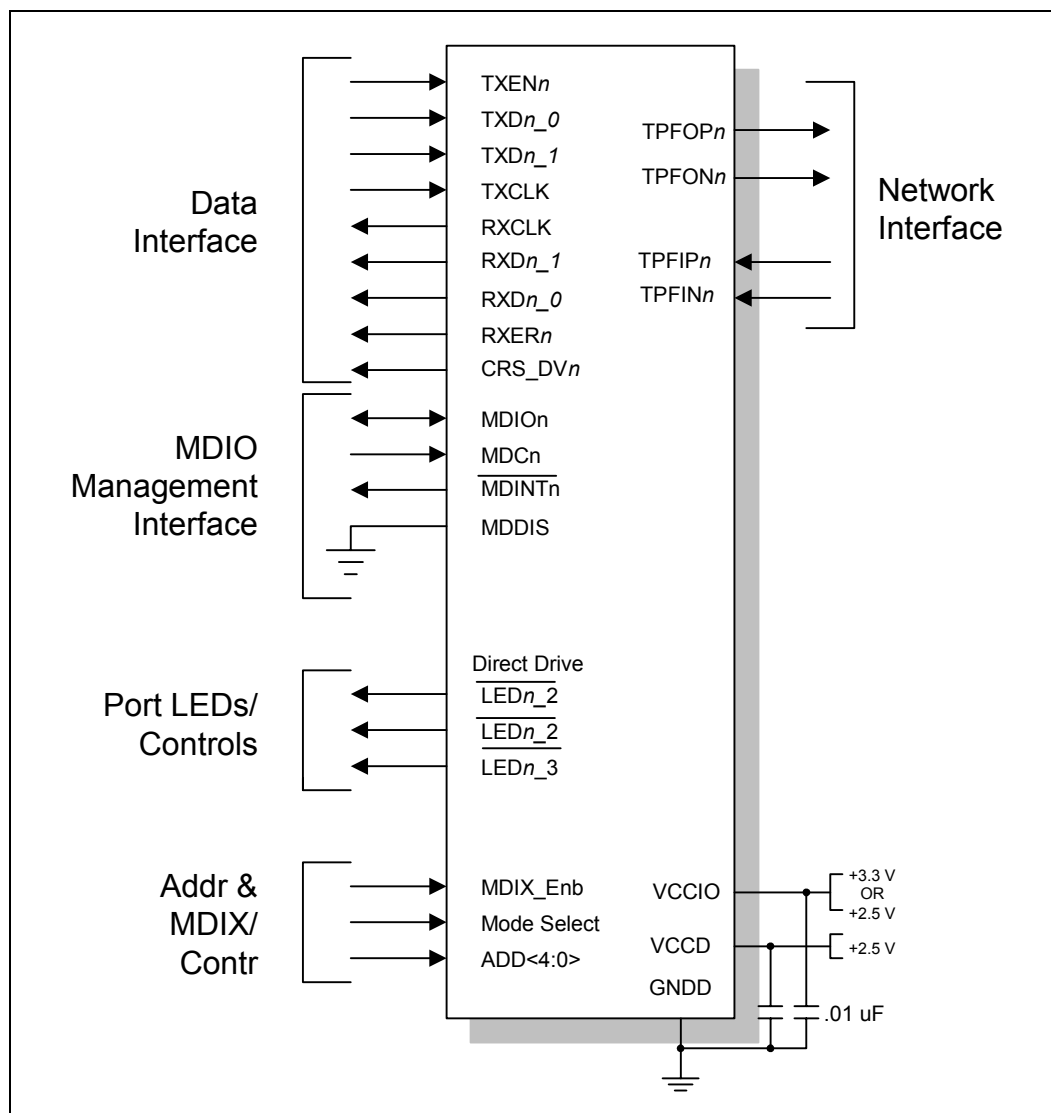 Data
Interface
TXENn
TXDn_0
TXDn_1
TXCLK
RXCLK
RXDn_1
RXDn_0
RXERn
CRS_DVn
TPFOPn
TPFONn
TPFIPn
TPFINn
Network
Interface
MDIO
Management
Interface
MDIOn
MDCn
MDINTn
MDDIS
Port LEDs/
Controls
Direct Drive
LEDn_2
LEDn_2
LEDn_3
Addr &
MDIX/
Contr
MDIX_Enb
Mode Select
ADD<4:0>
VCCIO
VCCD
GNDD
+3.3 V
OR
+2.5 V
+2.5 V
.01 uF